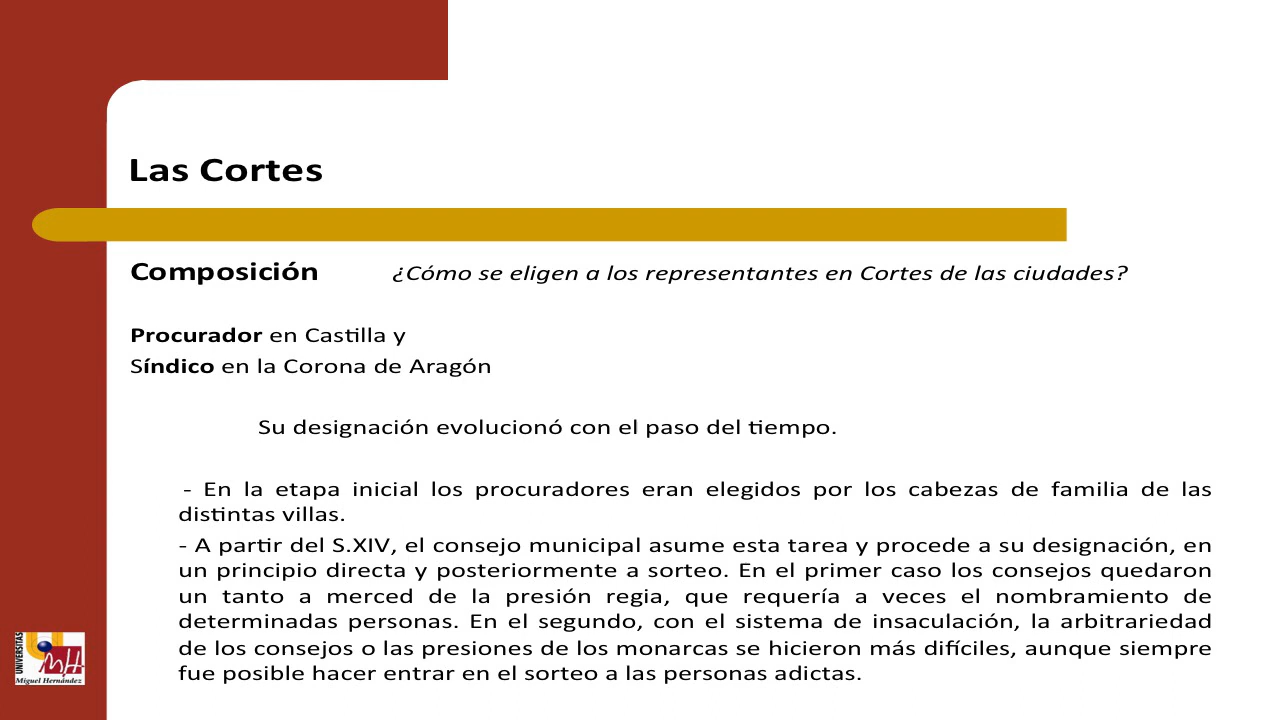 Las Cortes
Composición ¿Cómo se eligen a los representantes en Cortes de las ciudades?
Procurador en Castilla y
Síndico en la Corona de Aragón
Su designación evolucionó con el paso del tiempo.
- En la etapa inicial los procuradores eran elegidos por los cabezas de familia de las
distintas villas.
- A partir del S.XIV, el consejo municipal asume esta tarea y procede a su designación, en
un principio directa y posteriormente a sorteo. En el primer caso los consejos quedaron
un tanto a merced de la presión regia, que requería a veces el nombramiento de
determinadas personas. En el segundo, con el sistema de insaculación, la arbitrariedad
de los consejos o las presiones de los monarcas se hicieron más difíciles, aunque siempre
fue posible hacer entrar en el sorteo a las personas adictas.
UNIVERSITAS
Miguel Hernández